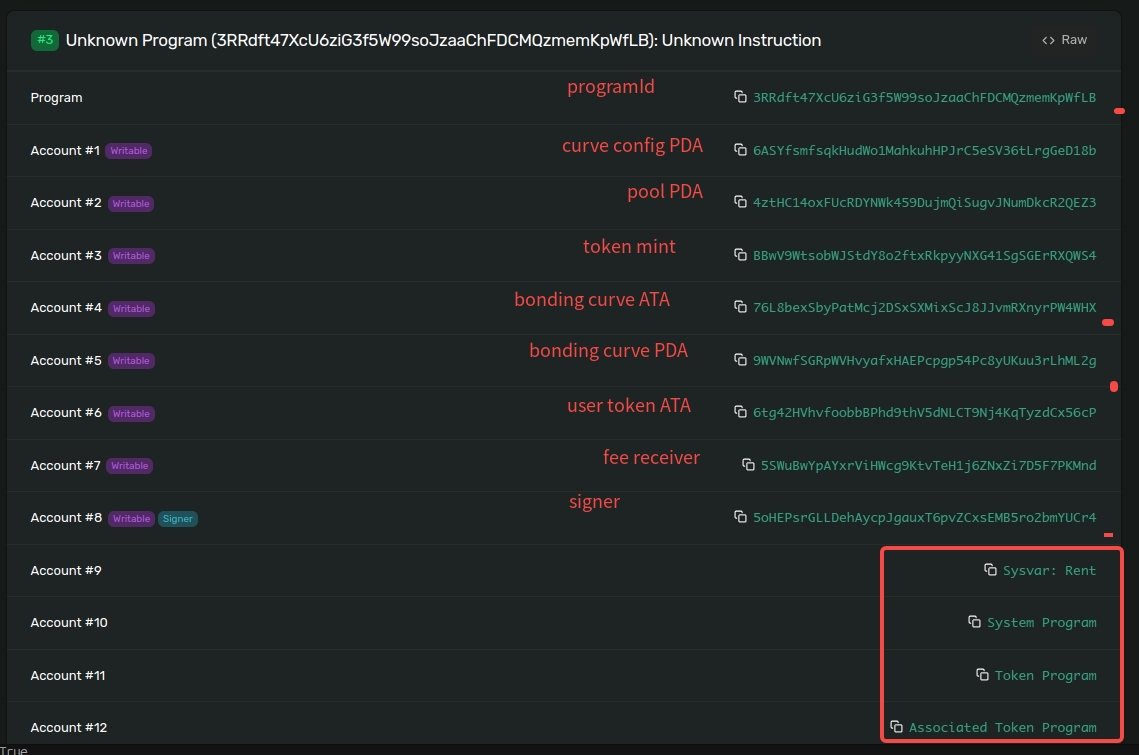 #3 Unknown Program (3RRdft47XcU6ziG3f5W99soJzaaChFDCMQzmemKpWfLB): Unknown Instruction <> Raw
Program programId 3RRdft47XcU6ziG3f5W99soJzaaChFDCMQzmemKpWfLB
Account #1 Writable curve config PDA 6ASYfsmfsqkHudWo1MahkuhHPJrC5eSV36tLrgGeD18b
Account #2 Writable pool PDA 4ztHC14oxFUcRDYNWk459DujmQiSugvJNumDkcR2QEZ3
Account #3 Writable token mint BBwV9WtsobWJStdY8o2ftxRkpyyNXG41SgSGErRXQWS4
Account #4 Writable bonding curve ATA 76L8bexSbyPatMcj2DSxSXMixScJ8JJvmRXnyrPW4WHX
Account #5 Writable bonding curve PDA 9WVNwfSGRpWVHvyafxHAEPcpgp54Pc8yUKuu3rLhML2g
Account #6 Writable user token ATA 6tg42HVhvfoobbBPhd9thV5dNLCT9Nj4KqTyzdCx56cP
Account #7 Writable fee receiver 5SWuBwYpAYxrViHWcg9KtvTeH1j6ZNxZi7D5F7PKMnd
Account #8 Writable Signer signer 5oHEPsrGLLDehAycpJgauxT6pvZCxsEMB5ro2bmYUCr4
Account #9 Sysvar: Rent
Account #10 System Program
Account #11 Token Program
Account #12 Associated Token Program
True